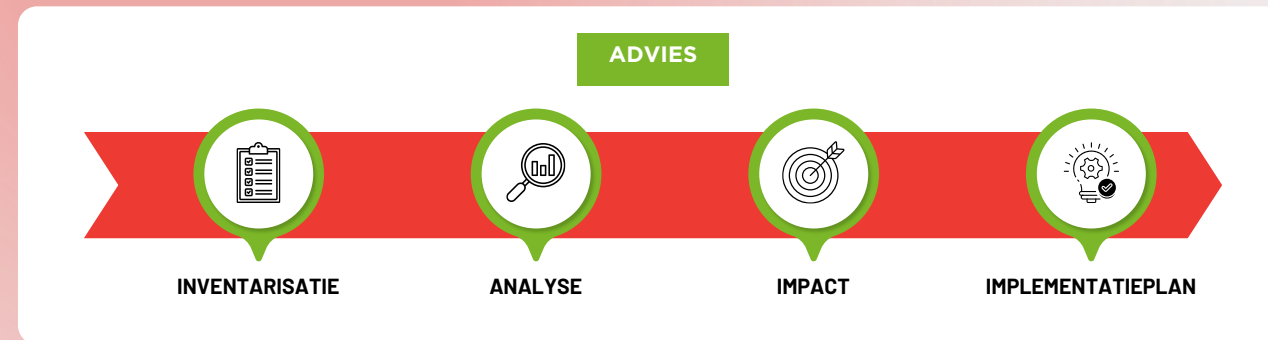 ADVIES
INVENTARISATIE
ANALYSE
IMPACT
IMPLEMENTATIEPLAN